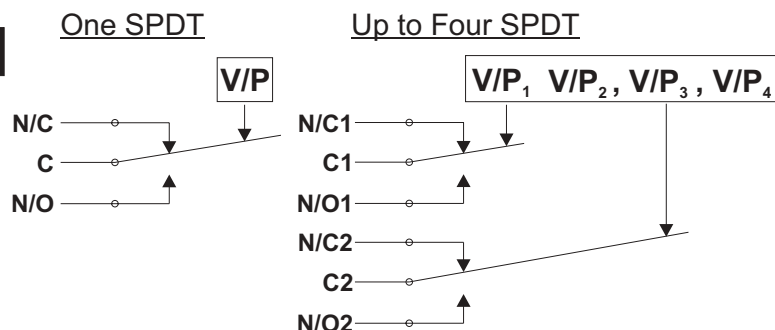 One SPDT
Up to Four SPDT
V/P
V/P₁ V/P₂ , V/P₃ , V/P₄
N/C
C
N/O
N/C1
C1
N/O1
N/C2
C2
N/O2